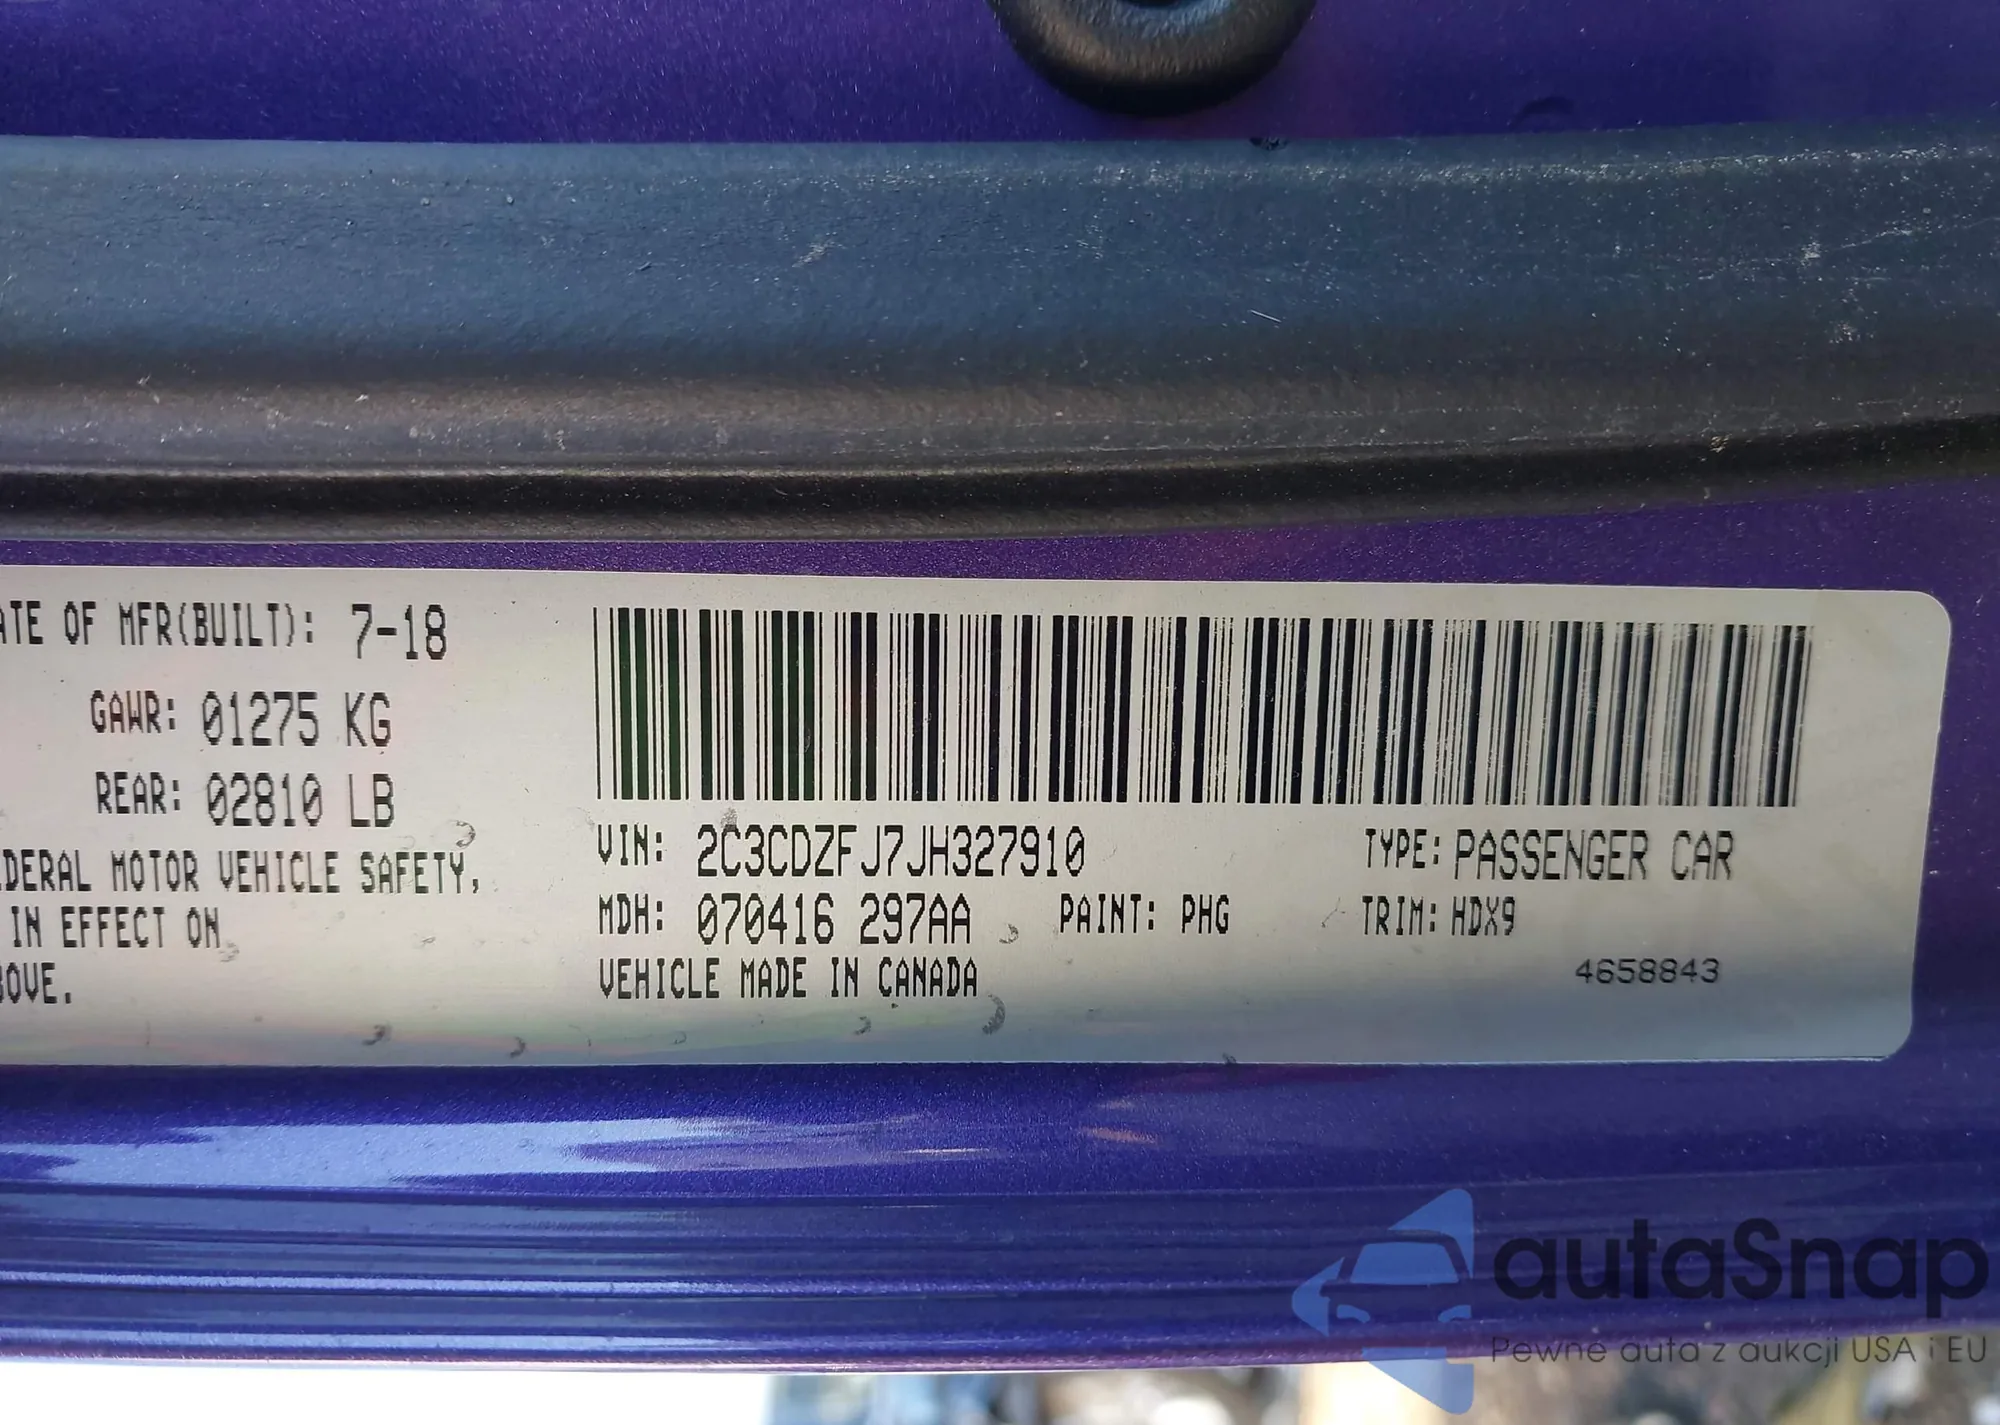 ATE OF MFR(BUILT): 7-18
GAWR: 01275 KG
REAR: 02810 LB
EDERAL MOTOR VEHICLE SAFETY,
IN EFFECT ON
BOVE.
VIN: 2C3CDZFJ7JH327910
TYPE: PASSENGER CAR
MDH: 070416 297AA
PAINT: PHG
TRIM: HDX9
VEHICLE MADE IN CANADA
4658843
autaSnap
Pewne auta z aukcji USA i EU